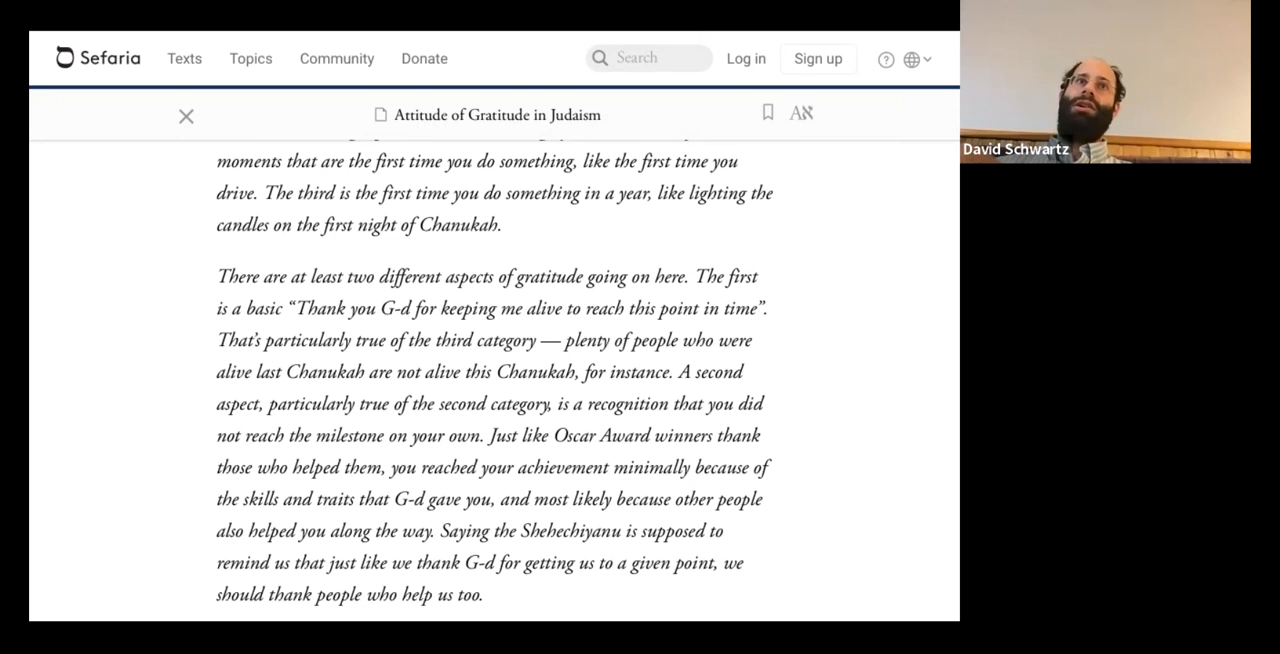 Sefaria Texts Topics Community Donate Search Log in Sign up
Attitude of Gratitude in Judaism Aℵ
David Schwartz
moments that are the first time you do something, like the first time you
drive. The third is the first time you do something in a year, like lighting the
candles on the first night of Chanukah.
There are at least two different aspects of gratitude going on here. The first
is a basic “Thank you G-d for keeping me alive to reach this point in time”.
That’s particularly true of the third category — plenty of people who were
alive last Chanukah are not alive this Chanukah, for instance. A second
aspect, particularly true of the second category, is a recognition that you did
not reach the milestone on your own. Just like Oscar Award winners thank
those who helped them, you reached your achievement minimally because of
the skills and traits that G-d gave you, and most likely because other people
also helped you along the way. Saying the Shehechiyanu is supposed to
remind us that just like we thank G-d for getting us to a given point, we
should thank people who help us too.